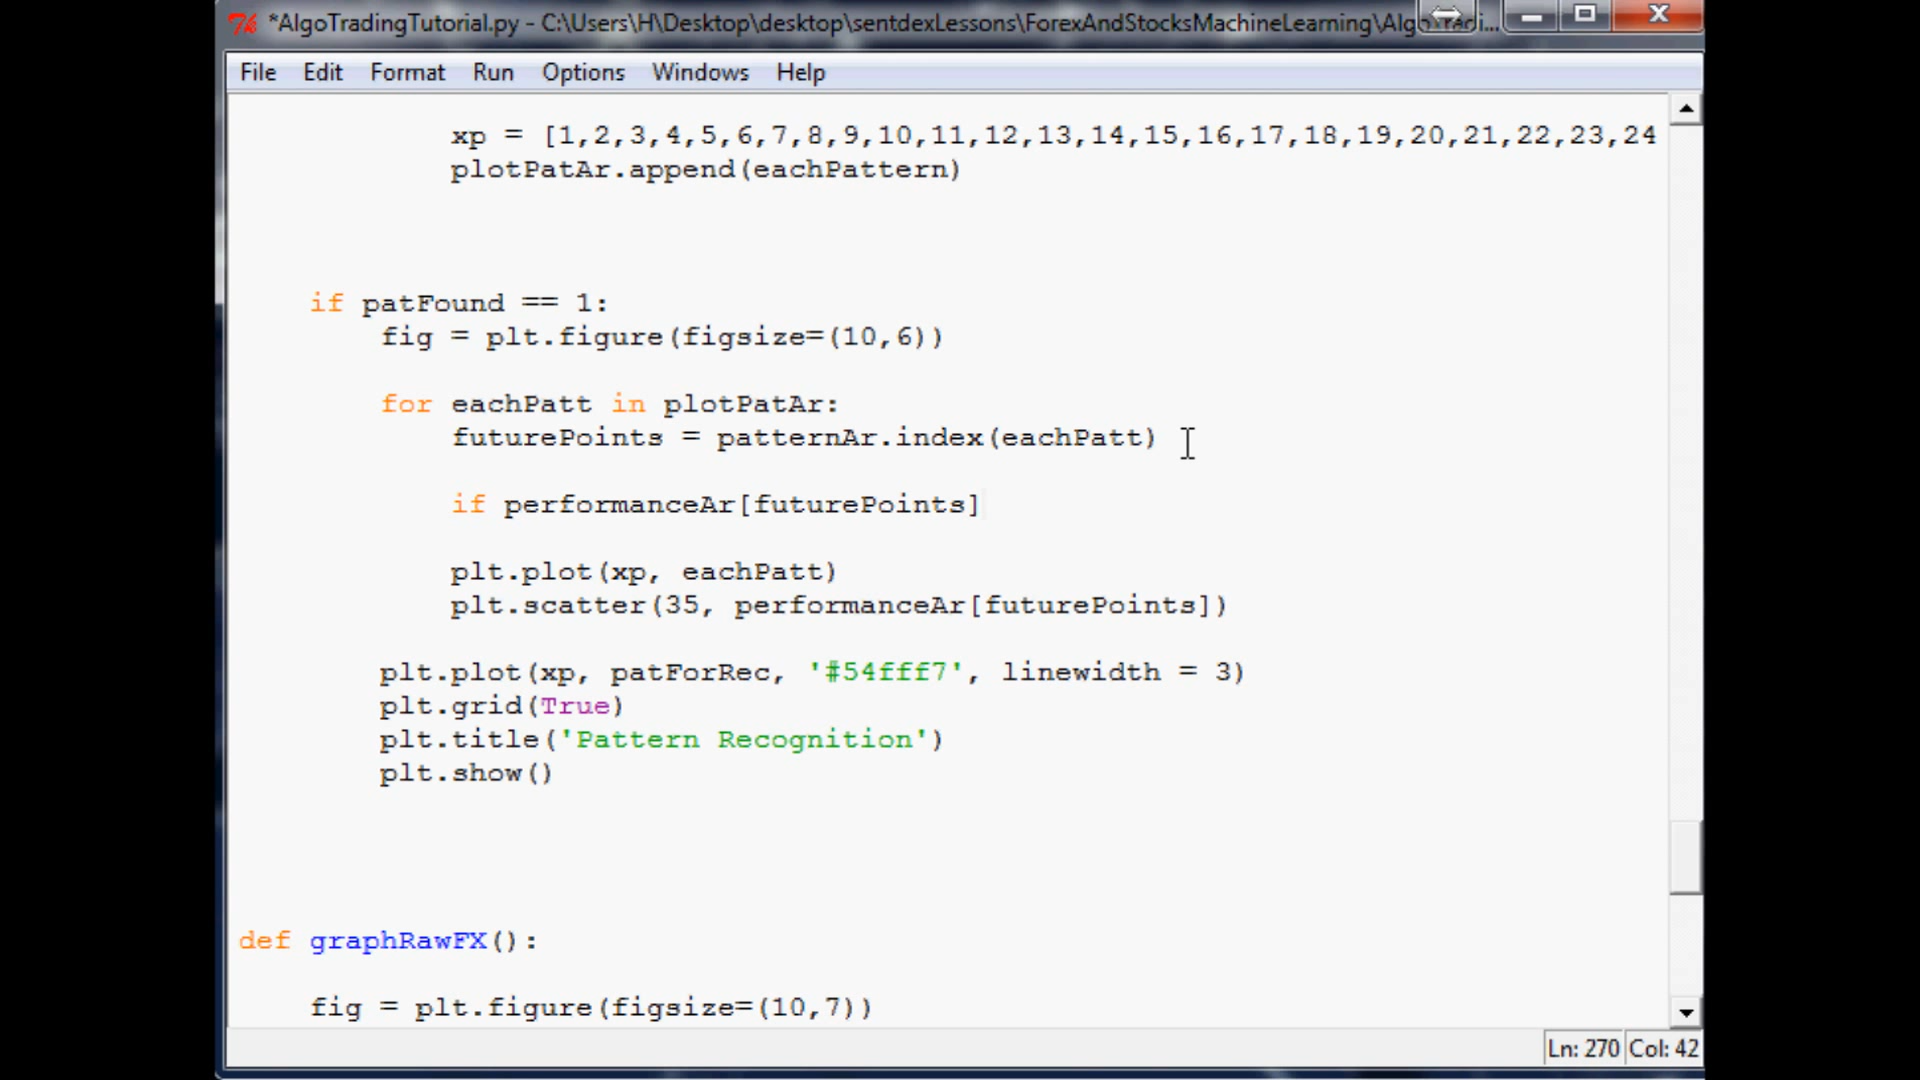 *AlgoTradingTutorial.py - C:\Users\H\Desktop\desktop\sentdexLessons\ForexAndStocksMachineLearning\AlgoTradi...
File Edit Format Run Options Windows Help
xp = [1,2,3,4,5,6,7,8,9,10,11,12,13,14,15,16,17,18,19,20,21,22,23,24
plotPatAr.append(eachPattern)
if patFound == 1:
fig = plt.figure(figsize=(10,6))
for eachPatt in plotPatAr:
futurePoints = patternAr.index(eachPatt)
if performanceAr[futurePoints]
plt.plot(xp, eachPatt)
plt.scatter(35, performanceAr[futurePoints])
plt.plot(xp, patForRec, '#54fff7', linewidth = 3)
plt.grid(True)
plt.title('Pattern Recognition')
plt.show()
def graphRawFX():
fig = plt.figure(figsize=(10,7))
Ln: 270 Col: 42